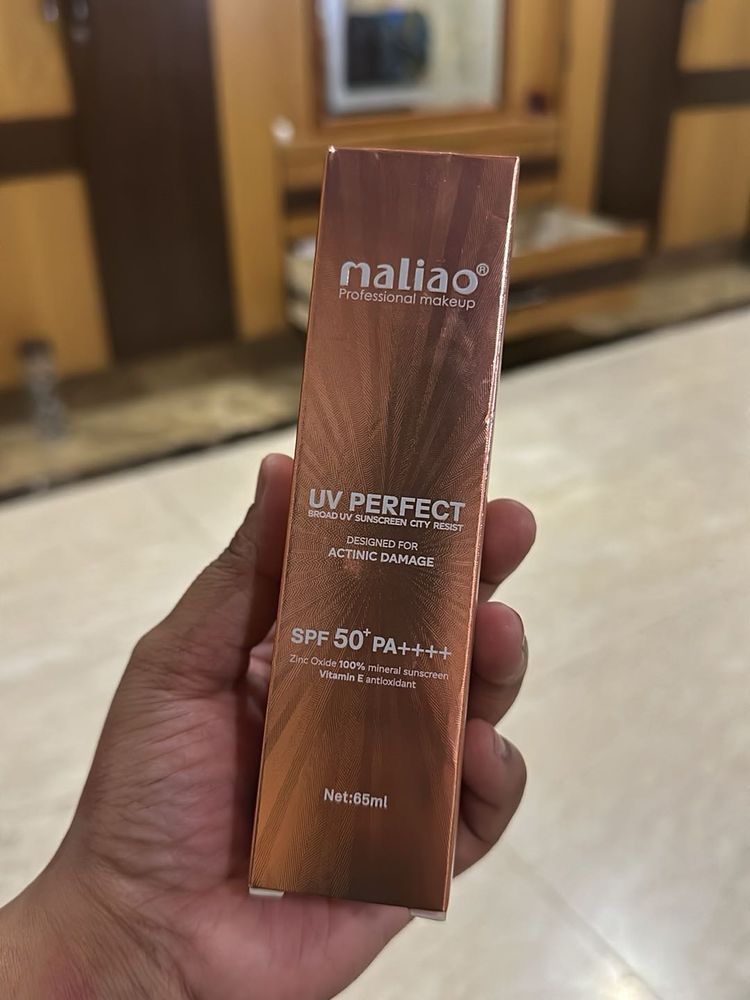 maliao®
Professional makeup
UV PERFECT
BROAD UV SUNSCREEN CITY RESIST
DESIGNED FOR
ACTINIC DAMAGE
SPF 50+ PA++++
Zinc Oxide 100% mineral sunscreen
Vitamin E antioxidant
Net:65ml